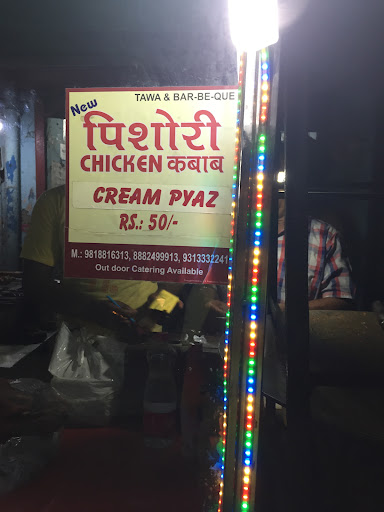 New
TAWA & BAR-BE-QUE
पिशोरी
CHICKEN कबाब
CREAM PYAZ
RS.: 50/-
M.: 9818816313, 8882499913, 9313332241
Out door Catering Available